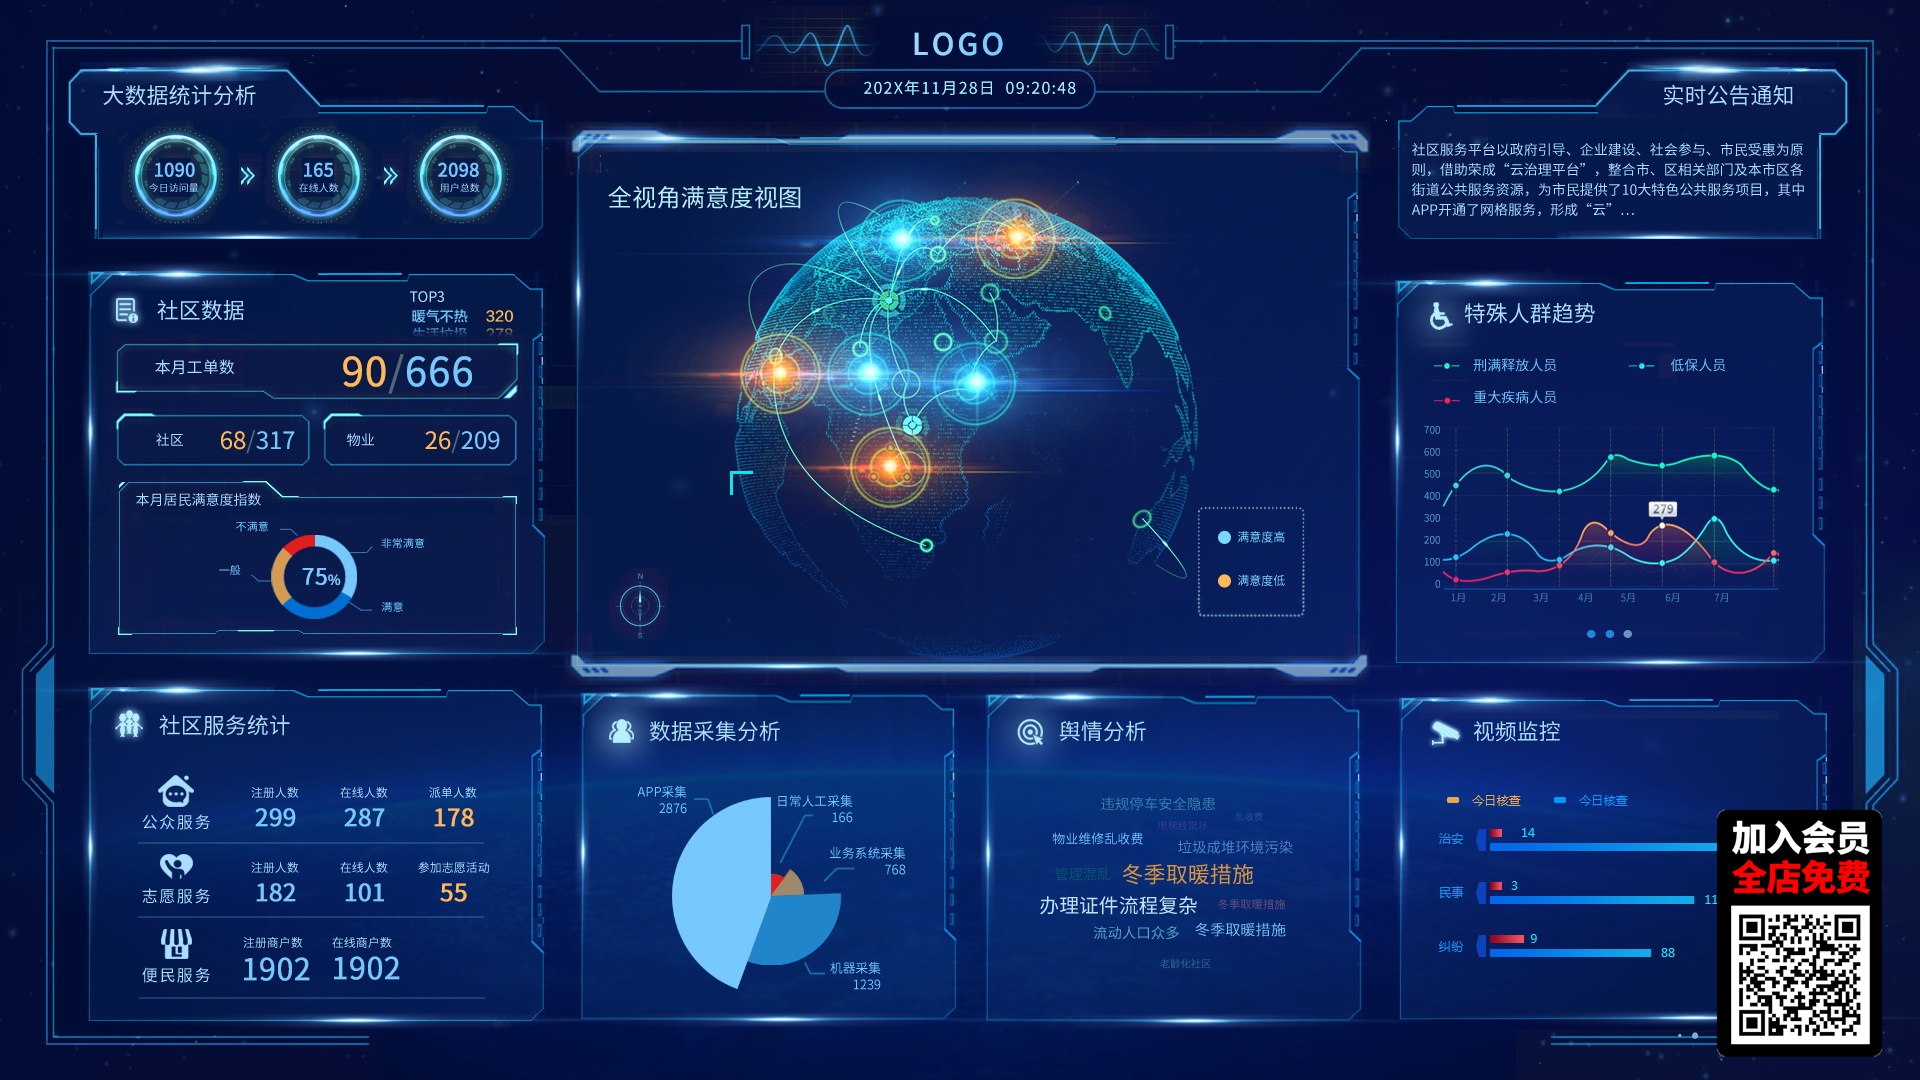 LOGO
202X年11月28日 09:20:48
大数据统计分析
1090
今日访问量
165
在线人数
2098
用户总数
实时公告通知
社区服务平台以政府引导、企业建设、社会参与、市民受惠为原
则，借助荣成“云治理平台”，整合市、区相关部门及本市区各
街道公共服务资源，为市民提供了10大特色公共服务项目，其中
APP开通了网格服务，形成“云”…
社区数据
TOP3
暖气不热 320
生活垃圾 278
本月工单数
90/666
社区 68/317
物业 26/209
本月居民满意度指数
不满意
非常满意
一般
75%
满意
全视角满意度视图
N
S
满意度高
满意度低
特殊人群趋势
刑满释放人员
低保人员
重大疾病人员
700
600
500
400
300
200
100
0
279
1月 2月 3月 4月 5月 6月 7月
社区服务统计
公众服务
注册人数 299
在线人数 287
派单人数 178
志愿服务
注册人数 182
在线人数 101
参加志愿活动 55
便民服务
注册商户数 1902
在线商户数 1902
数据采集分析
APP采集
2876
日常人工采集
166
业务系统采集
768
机器采集
1239
舆情分析
违规停车安全隐患
乱收费
电梯经常坏
物业维修乱收费
垃圾成堆环境污染
管理混乱
冬季取暖措施
办理证件流程复杂
冬季取暖措施
流动人口众多
冬季取暖措施
老龄化社区
视频监控
今日核查
今日核查
治安
14
民事
3
11
纠纷
9
88
加入会员
全店免费